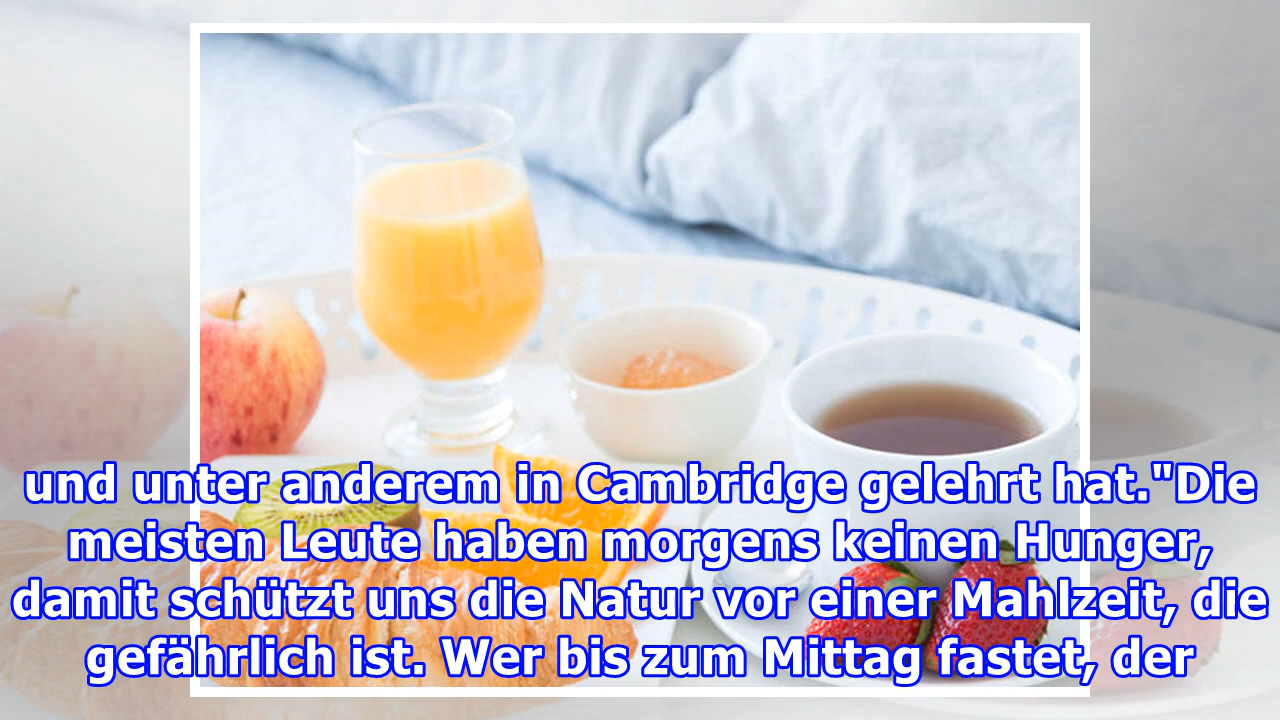 und unter anderem in Cambridge gelehrt hat."Die
meisten Leute haben morgens keinen Hunger,
damit schützt uns die Natur vor einer Mahlzeit, die
gefährlich ist. Wer bis zum Mittag fastet, der